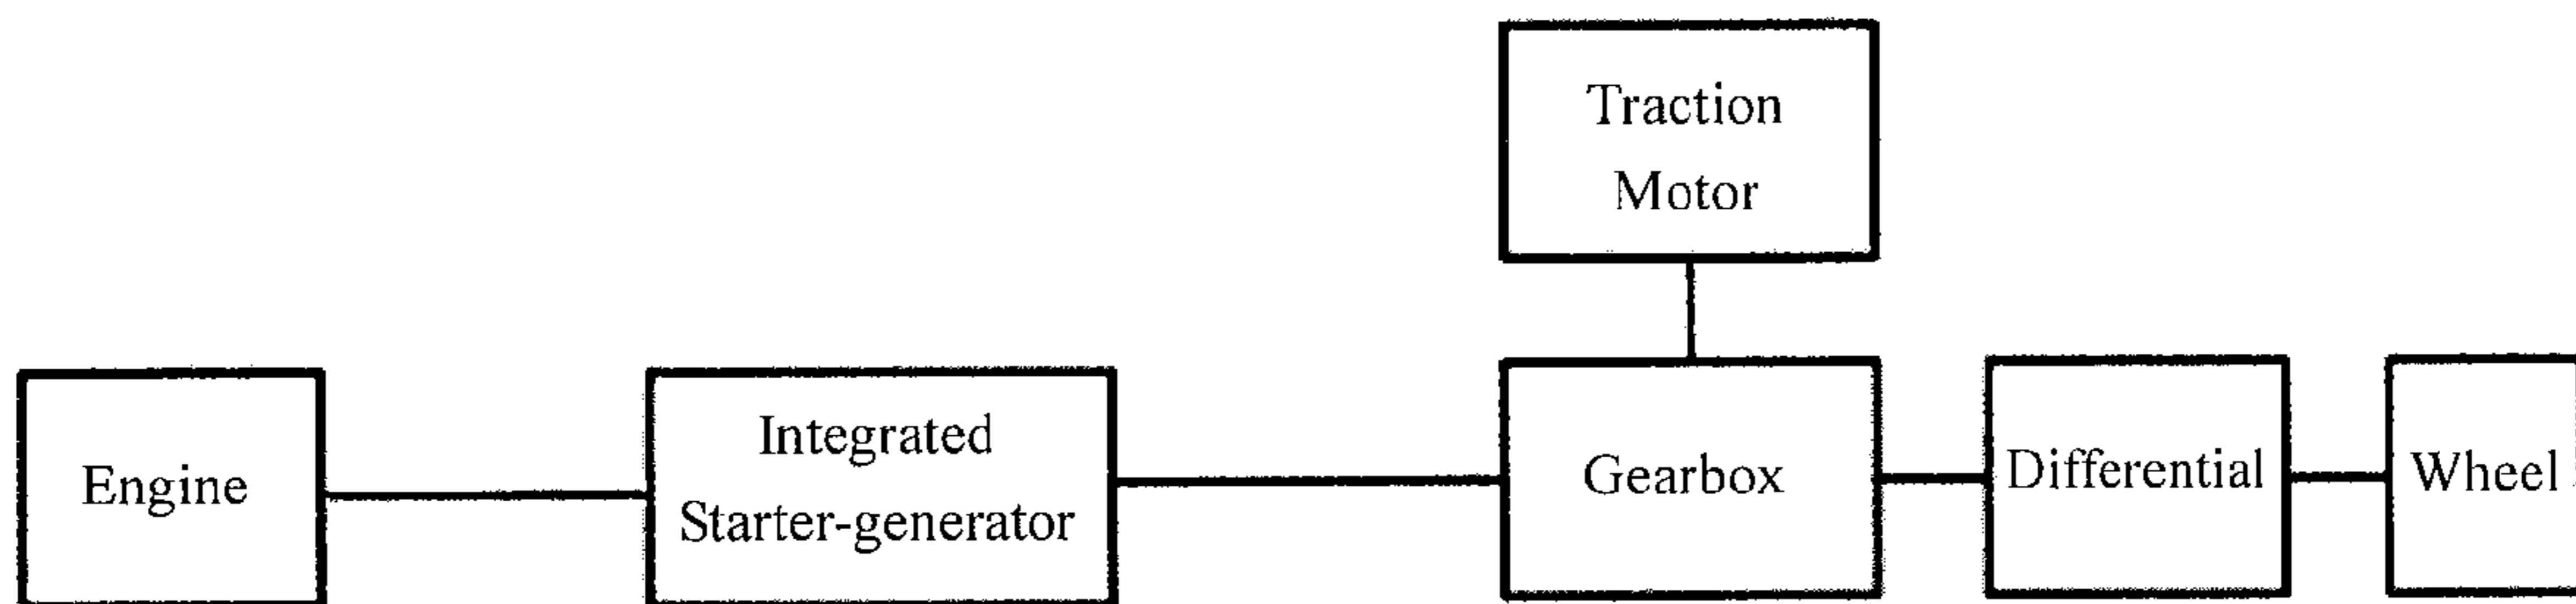 Traction
Motor
Engine
Integrated
Starter-generator
Gearbox
Differential
Wheel